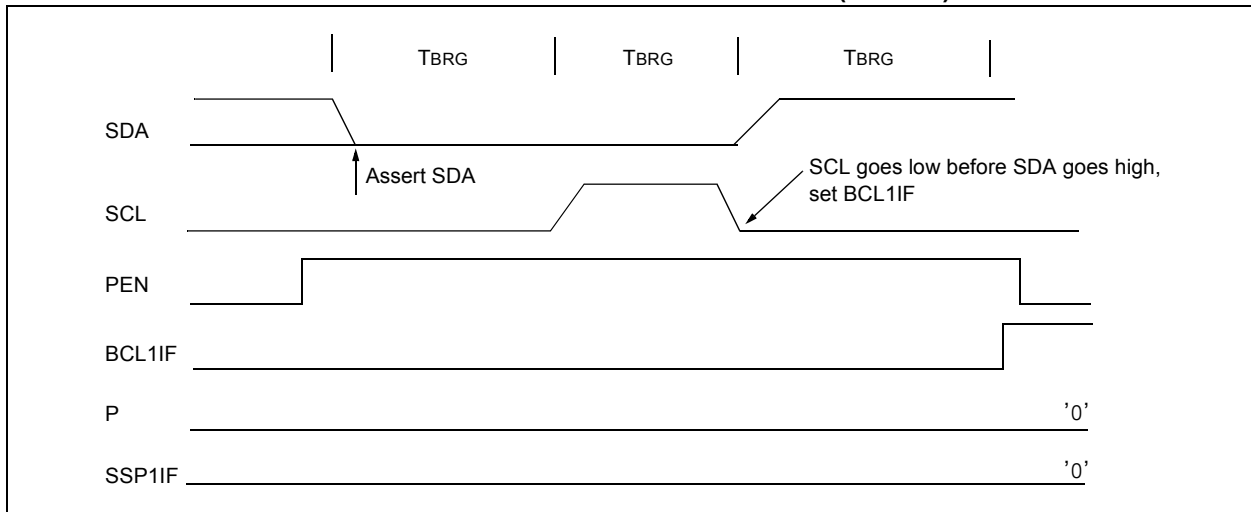 TBRG TBRG TBRG
SDA
Assert SDA
SCL goes low before SDA goes high,
set BCL1IF
SCL
PEN
BCL1IF
P
'0'
SSP1IF
'0'